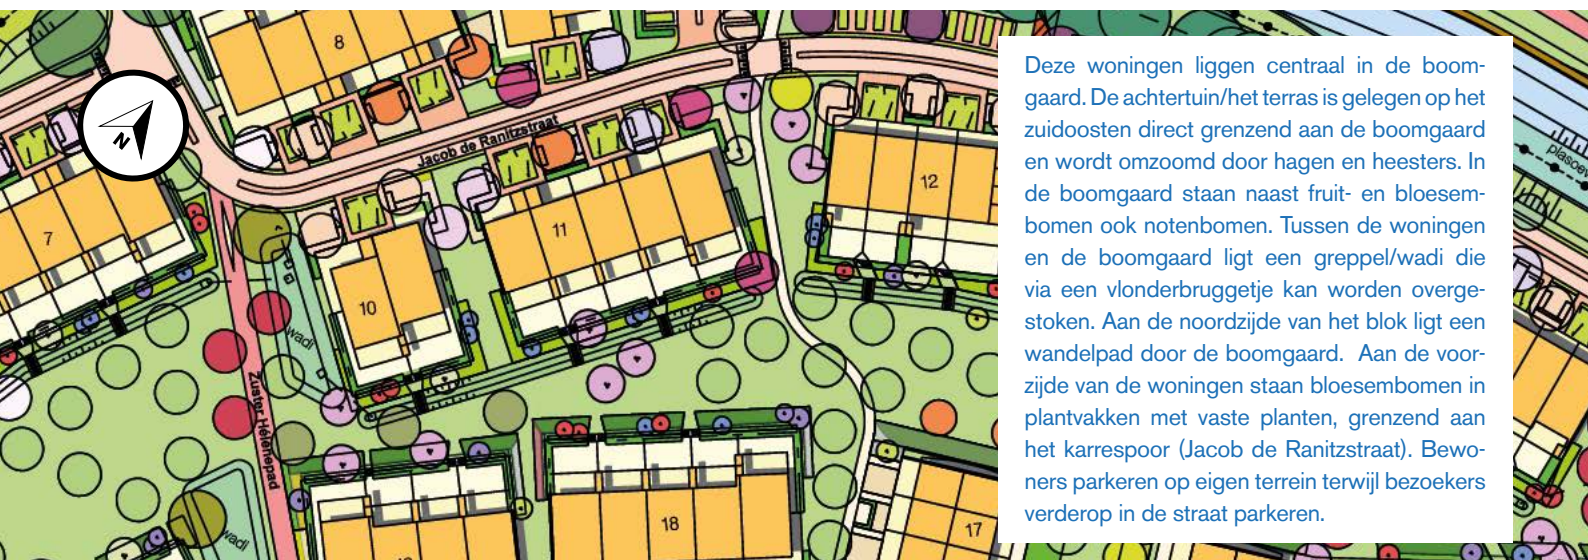 8
N
Jacob de Ranitzstraat
7
12
11
10
wadi
Zuster Helenepad
18
17
wadi
Deze woningen liggen centraal in de boom-
gaard. De achtertuin/het terras is gelegen op het
zuidoosten direct grenzend aan de boomgaard
en wordt omzoomd door hagen en heesters. In
de boomgaard staan naast fruit- en bloesem-
bomen ook notenbomen. Tussen de woningen
en de boomgaard ligt een greppel/wadi die
via een vlonderbruggetje kan worden overge-
stoken. Aan de noordzijde van het blok ligt een
wandelpad door de boomgaard. Aan de voor-
zijde van de woningen staan bloesembomen in
plantvakken met vaste planten, grenzend aan
het karrespoor (Jacob de Ranitzstraat). Bewo-
ners parkeren op eigen terrein terwijl bezoekers
verderop in de straat parkeren.